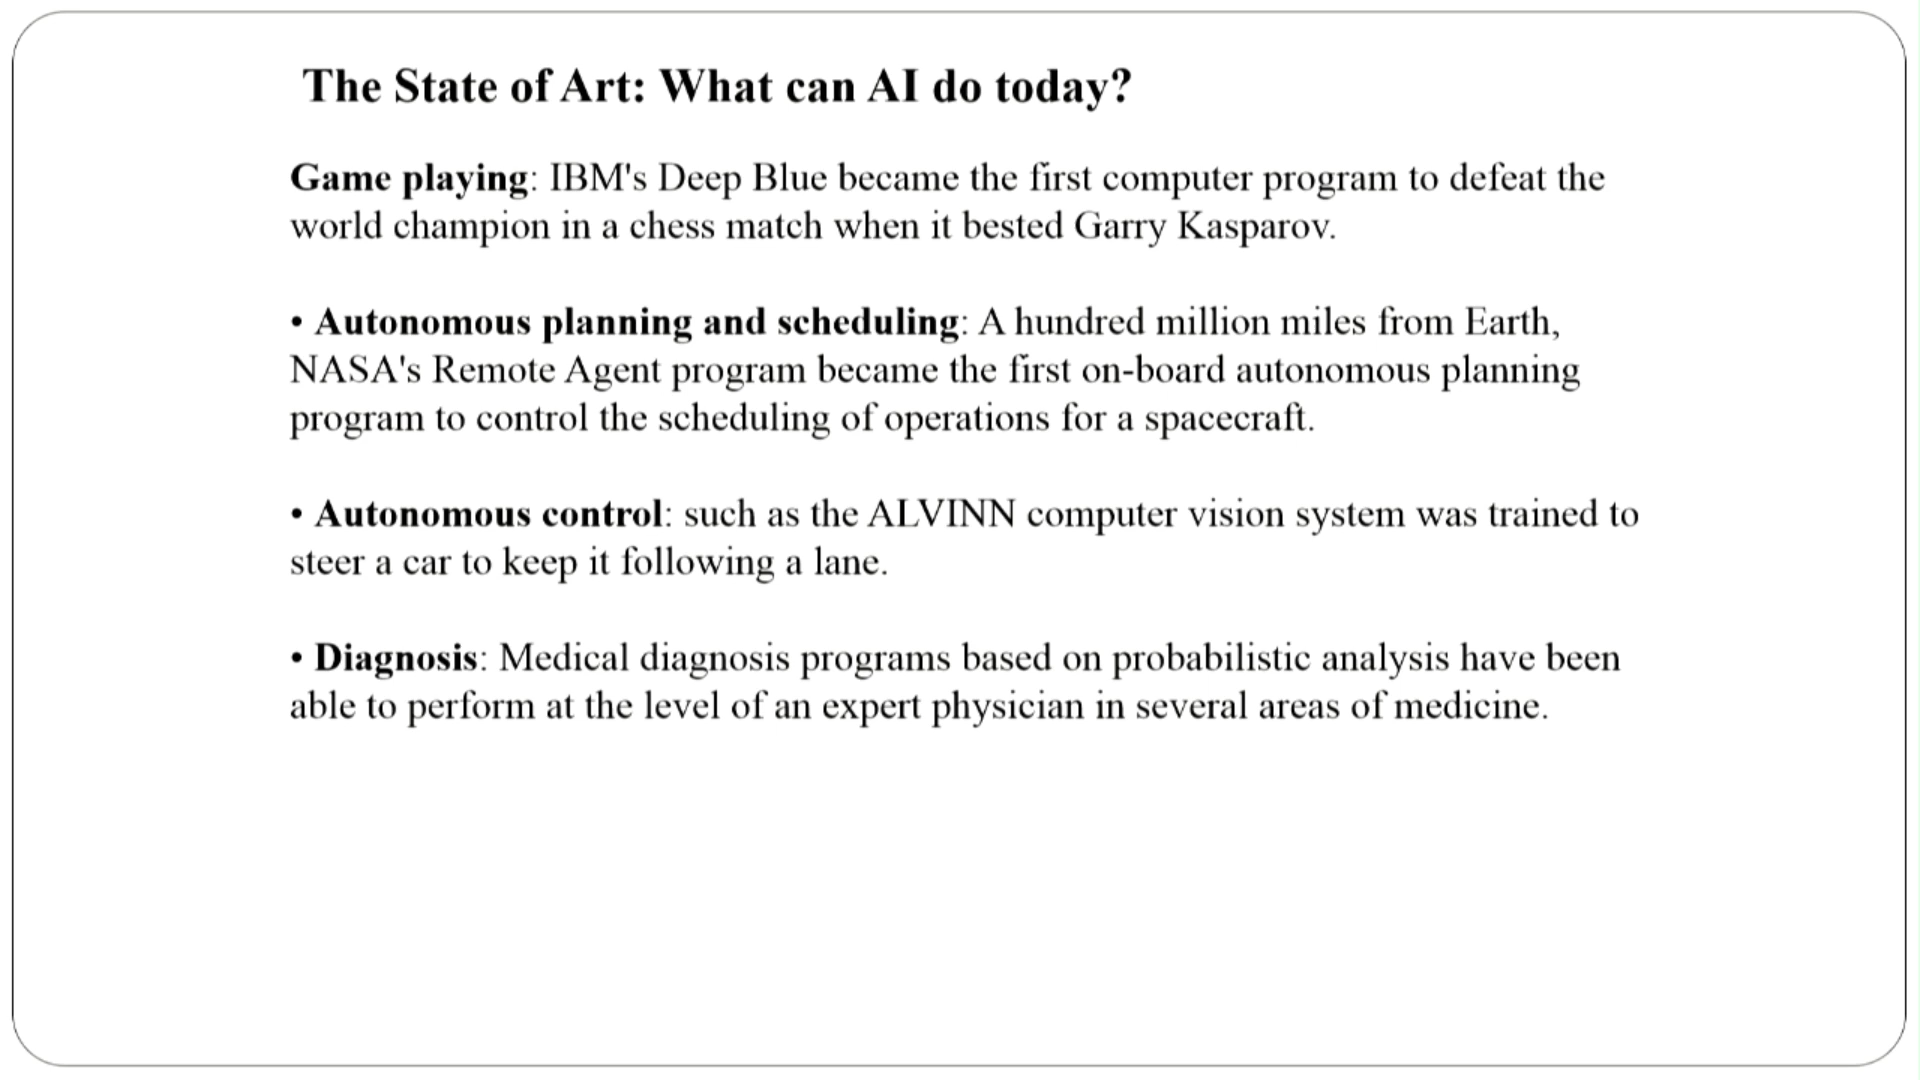 The State of Art: What can AI do today?
Game playing: IBM's Deep Blue became the first computer program to defeat the
world champion in a chess match when it bested Garry Kasparov.
• Autonomous planning and scheduling: A hundred million miles from Earth,
NASA's Remote Agent program became the first on-board autonomous planning
program to control the scheduling of operations for a spacecraft.
• Autonomous control: such as the ALVINN computer vision system was trained to
steer a car to keep it following a lane.
• Diagnosis: Medical diagnosis programs based on probabilistic analysis have been
able to perform at the level of an expert physician in several areas of medicine.